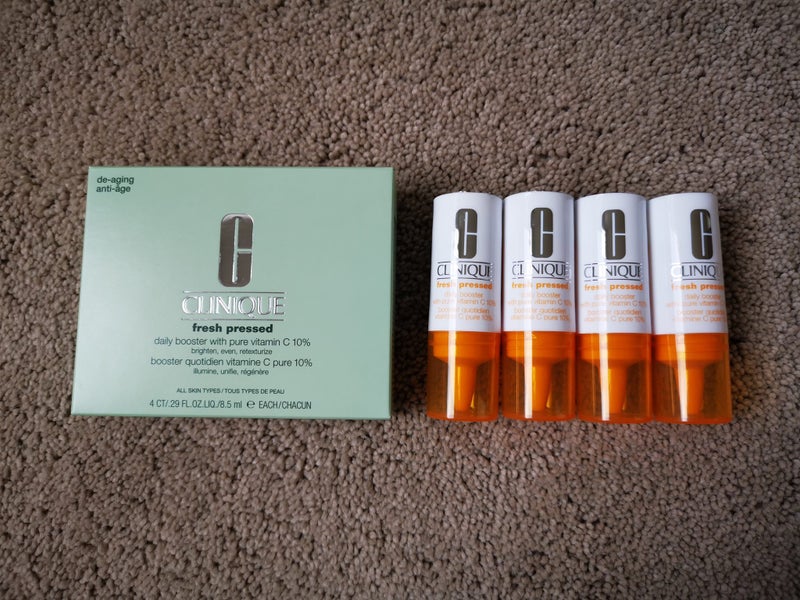 de-aging
anti-âge
CLINIQUE
fresh pressed
daily booster with pure vitamin C 10%
brighten, even, retexturize
booster quotidien vitamine C pure 10%
illumine, unifie, régénère
ALL SKIN TYPES/TOUS TYPES DE PEAU
4 CT/.29 FL.OZ.LIQ./8.5 ml ℮ EACH/CHACUN
CLINIQUE
fresh pressed
daily booster
with pure vitamin C 10%
booster quotidien
vitamine C pure 10%
CLINIQUE
fresh pressed
daily booster
with pure vitamin C 10%
booster quotidien
vitamine C pure 10%
CLINIQUE
fresh pressed
daily booster
with pure vitamin C 10%
booster quotidien
vitamine C pure 10%
CLINIQUE
fresh pressed
daily booster
with pure vitamin C 10%
booster quotidien
vitamine C pure 10%